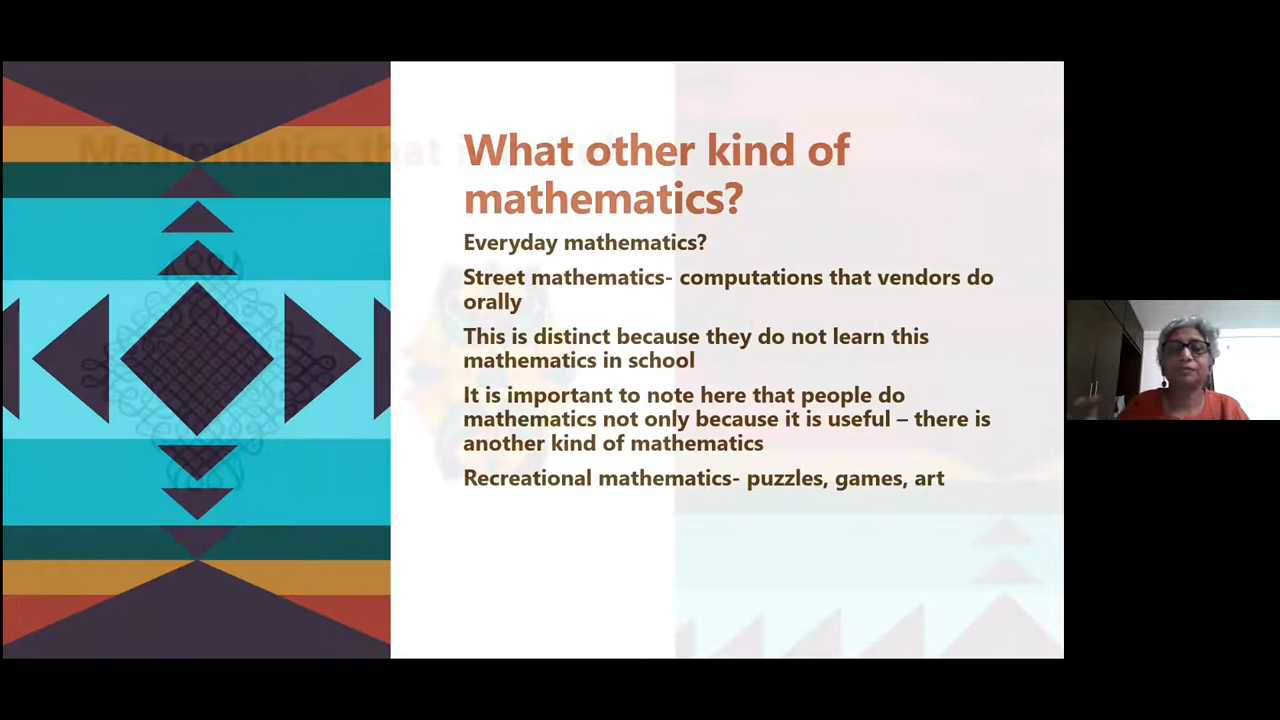 Mathematics that i
What other kind of
mathematics?
Everyday mathematics?
Street mathematics- computations that vendors do
orally
This is distinct because they do not learn this
mathematics in school
It is important to note here that people do
mathematics not only because it is useful – there is
another kind of mathematics
Recreational mathematics- puzzles, games, art